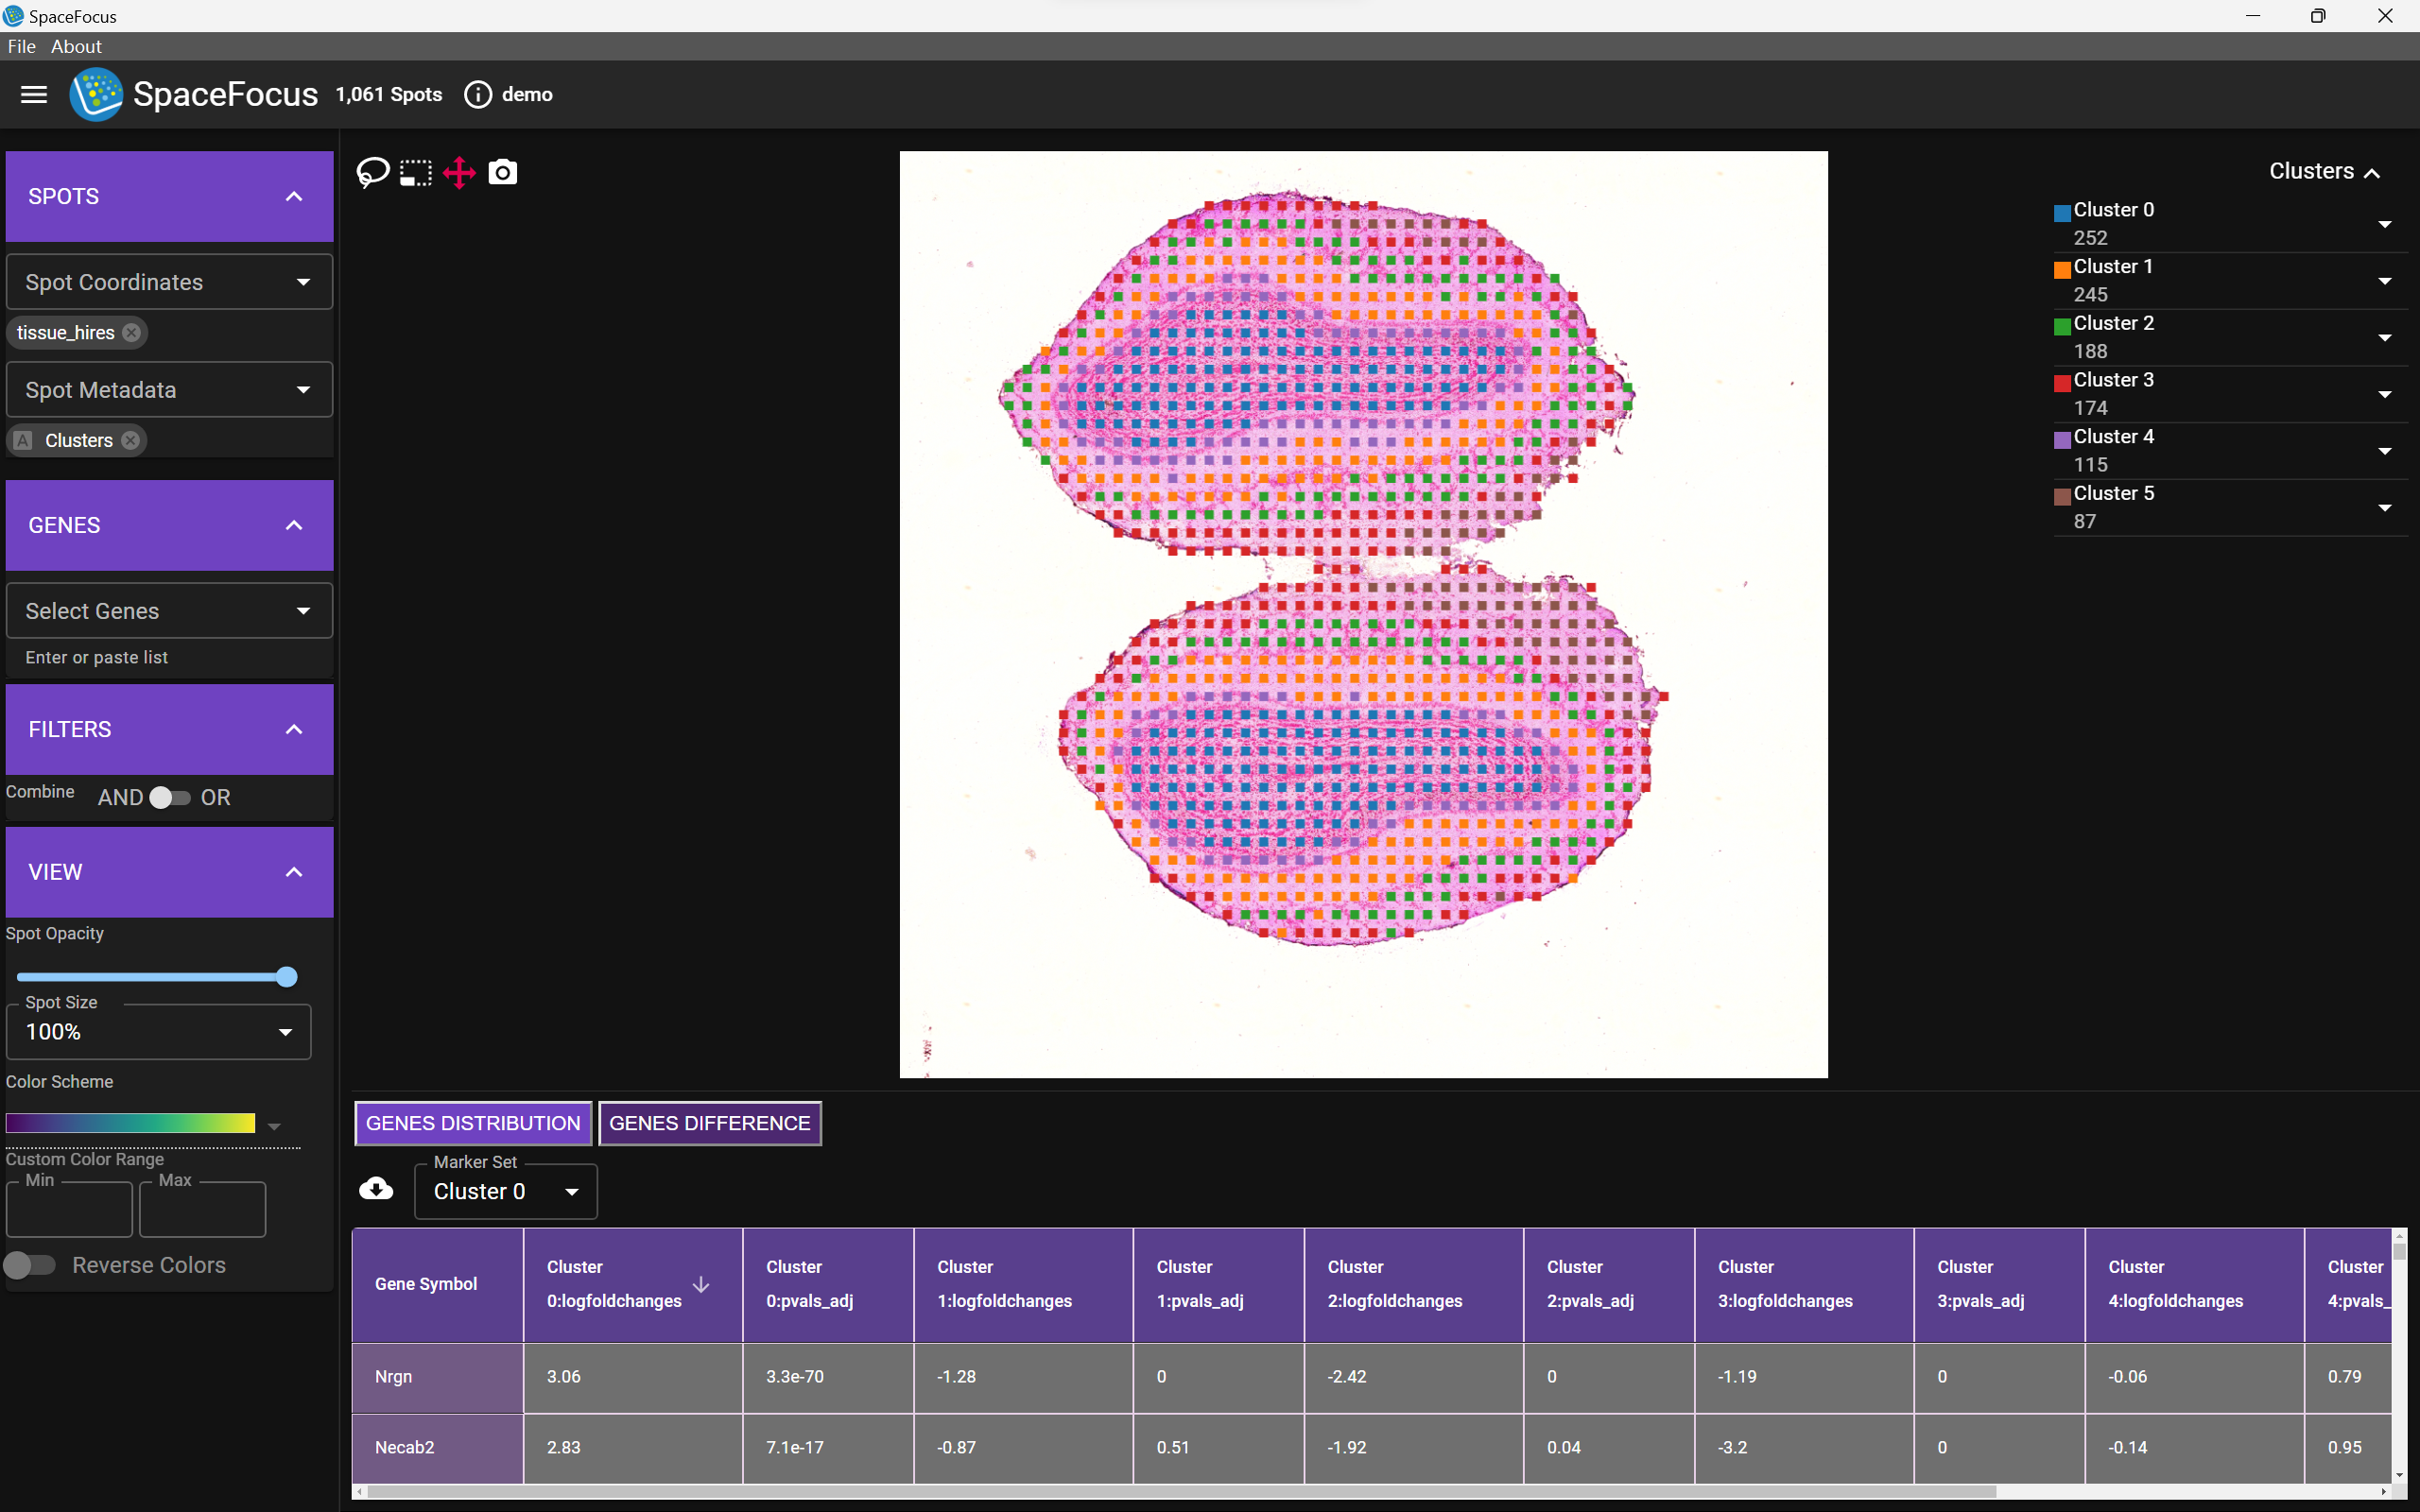 SpaceFocus
File About
SpaceFocus 1,061 Spots demo
SPOTS
Spot Coordinates
tissue_hires
Spot Metadata
A Clusters
GENES
Select Genes
Enter or paste list
FILTERS
Combine AND OR
VIEW
Spot Opacity
Spot Size
100%
Color Scheme
Custom Color Range
Min Max
Reverse Colors
Clusters
Cluster 0
252
Cluster 1
245
Cluster 2
188
Cluster 3
174
Cluster 4
115
Cluster 5
87
GENES DISTRIBUTION GENES DIFFERENCE
Marker Set
Cluster 0
Gene Symbol
Cluster 0:logfoldchanges
Cluster 0:pvals_adj
Cluster 1:logfoldchanges
Cluster 1:pvals_adj
Cluster 2:logfoldchanges
Cluster 2:pvals_adj
Cluster 3:logfoldchanges
Cluster 3:pvals_adj
Cluster 4:logfoldchanges
Cluster 4:pvals_
Nrgn 3.06 3.3e-70 -1.28 0 -2.42 0 -1.19 0 -0.06 0.79
Necab2 2.83 7.1e-17 -0.87 0.51 -1.92 0.04 -3.2 0 -0.14 0.95